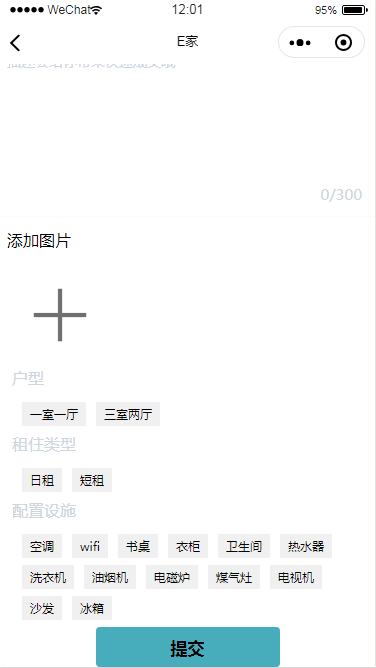 WeChat 12:01 95%
E家
0/300
添加图片
户型
一室一厅 三室两厅
租住类型
日租 短租
配置设施
空调 wifi 书桌 衣柜 卫生间 热水器
洗衣机 油烟机 电磁炉 煤气灶 电视机
沙发 冰箱
提交